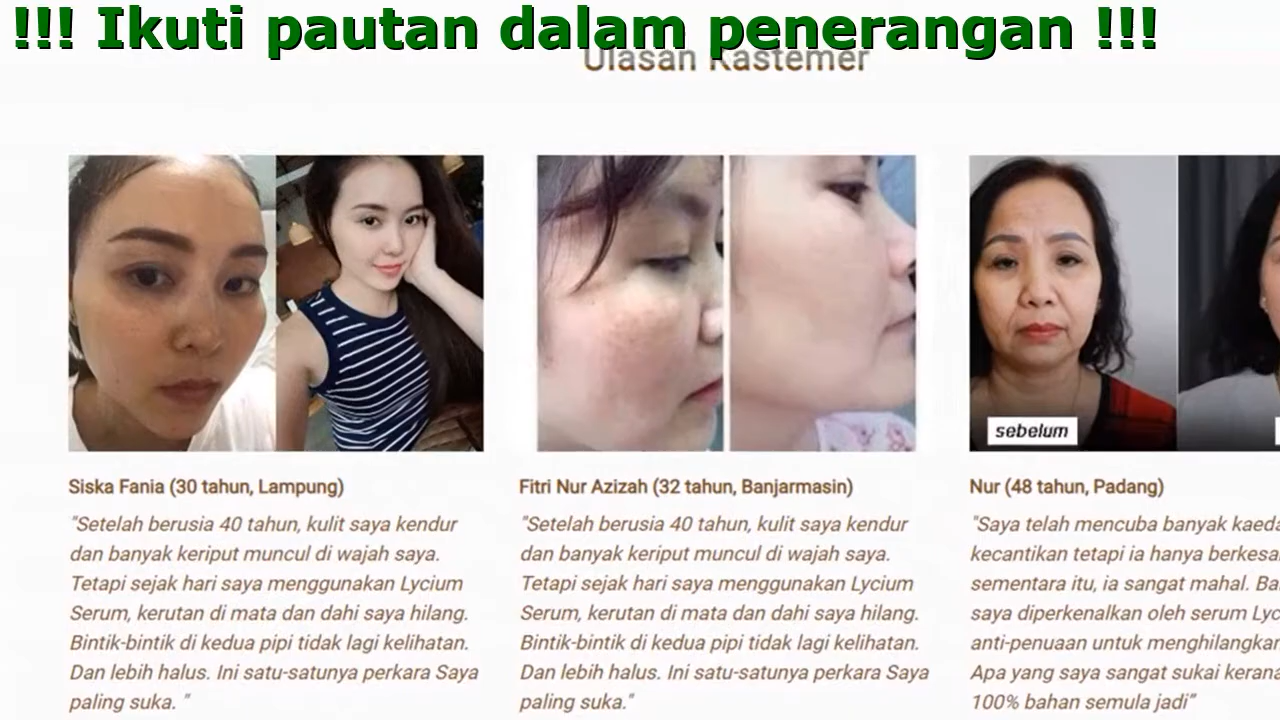 !!! Ikuti pautan dalam penerangan !!!
Ulasan Kastemer
sebelum
Siska Fania (30 tahun, Lampung)
"Setelah berusia 40 tahun, kulit saya kendur
dan banyak keriput muncul di wajah saya.
Tetapi sejak hari saya menggunakan Lycium
Serum, kerutan di mata dan dahi saya hilang.
Bintik-bintik di kedua pipi tidak lagi kelihatan.
Dan lebih halus. Ini satu-satunya perkara Saya
paling suka. "
Fitri Nur Azizah (32 tahun, Banjarmasin)
"Setelah berusia 40 tahun, kulit saya kendur
dan banyak keriput muncul di wajah saya.
Tetapi sejak hari saya menggunakan Lycium
Serum, kerutan di mata dan dahi saya hilang.
Bintik-bintik di kedua pipi tidak lagi kelihatan.
Dan lebih halus. Ini satu-satunya perkara Saya
paling suka."
Nur (48 tahun, Padang)
"Saya telah mencuba banyak
kecantikan tetapi ia hanya
sementara itu, ia sangat mahal.
saya diperkenalkan oleh serum
anti-penuaan untuk
Apa yang saya sangat sukai
100% bahan semula jadi"